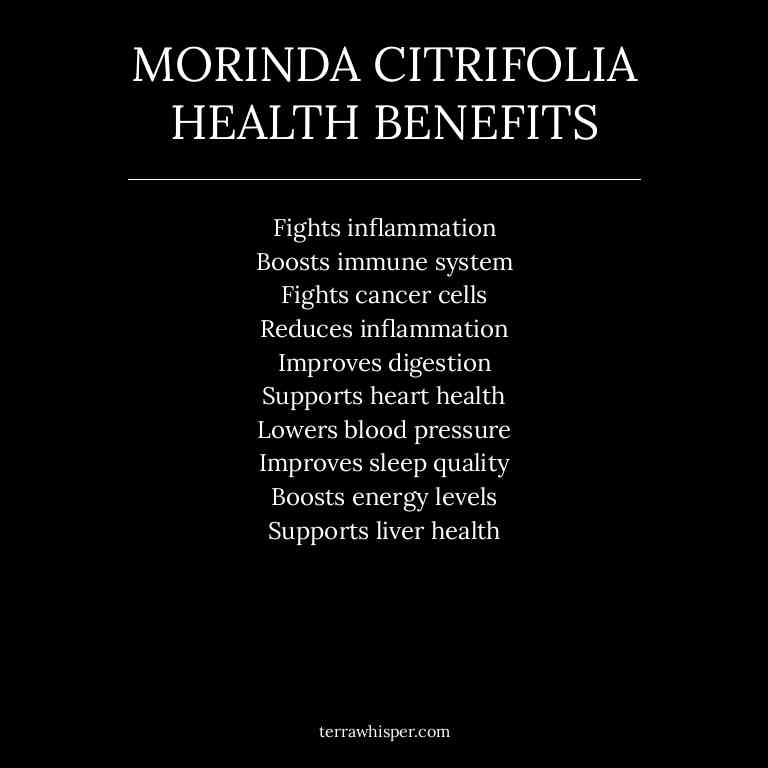 MORINDA CITRIFOLIA
HEALTH BENEFITS
Fights inflammation
Boosts immune system
Fights cancer cells
Reduces inflammation
Improves digestion
Supports heart health
Lowers blood pressure
Improves sleep quality
Boosts energy levels
Supports liver health
terrawhisper.com